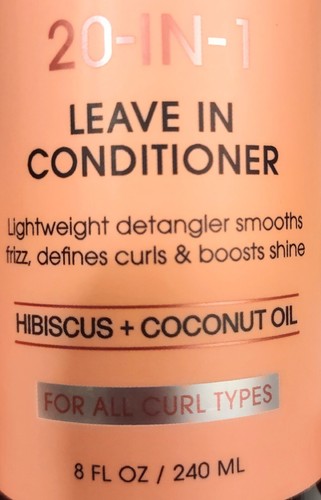 20-IN-1
LEAVE IN
CONDITIONER
Lightweight detangler smooths
frizz, defines curls & boosts shine
HIBISCUS + COCONUT OIL
FOR ALL CURL TYPES
8 FL OZ / 240 ML